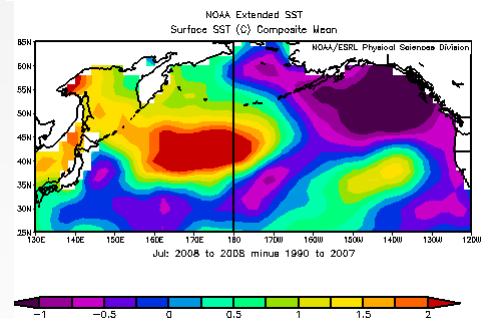 NOAA Extended SST
Surface SST (C) Composite Mean
NOAA/ESRL Physical Sciences Division
65N
60N
55N
50N
45N
40N
35N
30N
25N
130E 140E 150E 160E 170E 180 170W 160W 150W 140W 130W 120W
Jul: 2008 to 2008 minus 1990 to 2007
-1 -0.5 0 0.5 1 1.5 2